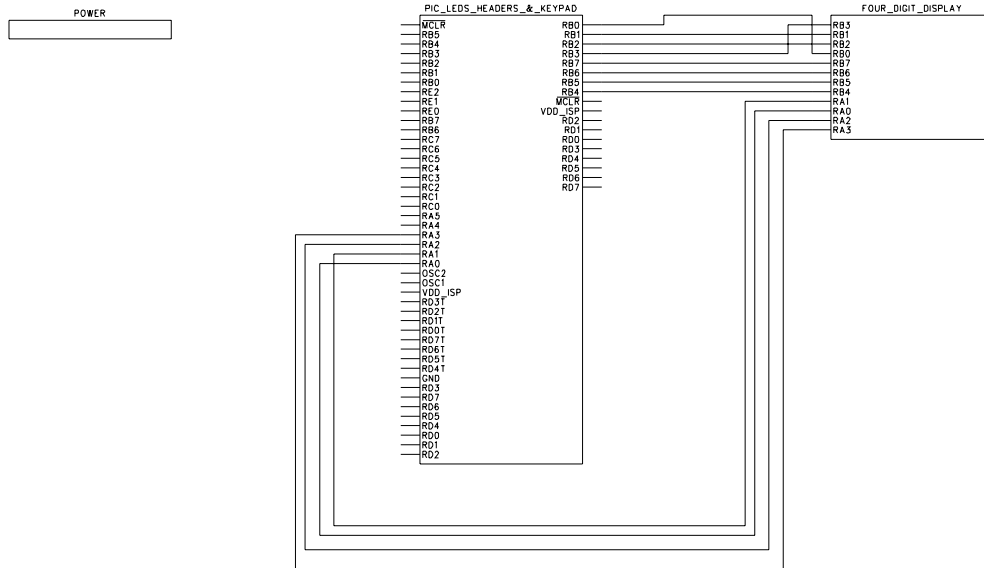 POWER
PIC_LEDS_HEADERS_&_KEYPAD
FOUR_DIGIT_DISPLAY
MCLR
RB5
RB4
RB3
RB2
RB1
RB0
RE2
RE1
RE0
RB7
RB6
RC7
RC6
RC5
RC4
RC3
RC2
RC1
RC0
RA5
RA4
RA3
RA2
RA1
RA0
OSC2
OSC1
VDD_ISP
RD3T
RD2T
RD1T
RD0T
RD7T
RD6T
RD5T
RD4T
GND
RD3
RD7
RD6
RD5
RD4
RD0
RD1
RD2
RB0
RB1
RB2
RB3
RB7
RB6
RB5
RB4
MCLR
VDD_ISP
RD2
RD1
RD0
RD3
RD4
RD5
RD6
RD7
RB3
RB1
RB2
RB0
RB7
RB6
RB5
RB4
RA1
RA0
RA2
RA3